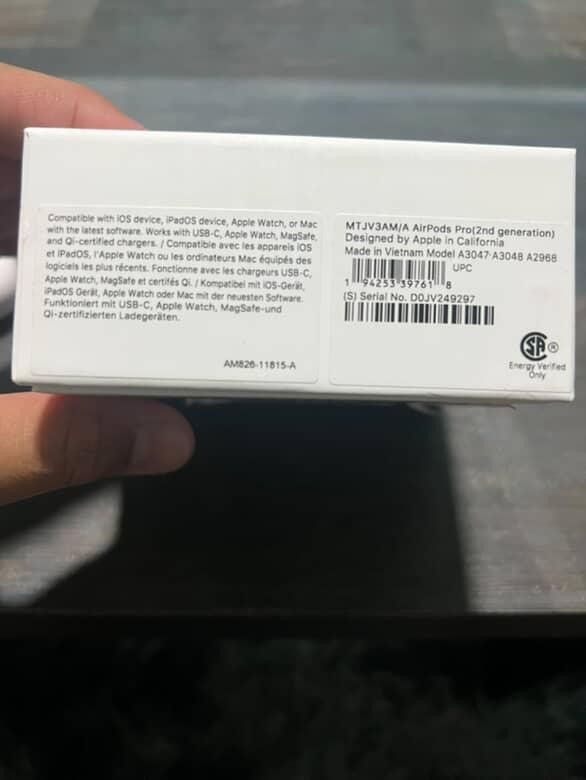 Compatible with iOS device, iPadOS device, Apple Watch, or Mac
with the latest software. Works with USB-C, Apple Watch, MagSafe,
and Qi-certified chargers. / Compatible avec les appareils iOS
et iPadOS, l'Apple Watch ou les ordinateurs Mac équipés des
logiciels les plus récents. Fonctionne avec les chargeurs USB-C,
Apple Watch, MagSafe et certifés Qi. / Kompatibel mit iOS-Gerät,
iPadOS Gerät, Apple Watch oder Mac mit der neuesten Software.
Funktioniert mit USB-C, Apple Watch, MagSafe-und
Qi-zertifizierten Ladegeräten.
AM826-11815-A
MTJV3AM/A AirPods Pro(2nd generation)
Designed by Apple in California
Made in Vietnam Model A3047 A3048 A2968
UPC
1 94253 39761 8
(S) Serial No. D0JV249297
SA ®
Energy Verified
Only